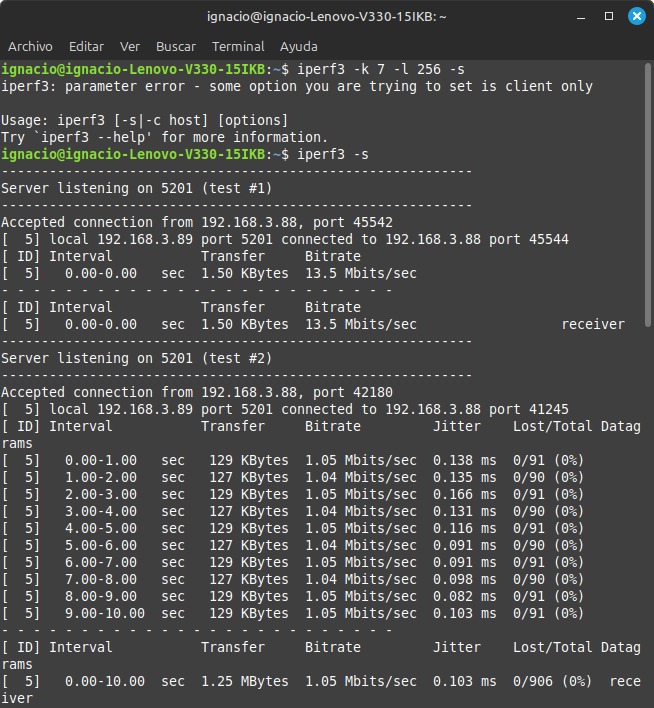 ignacio@ignacio-Lenovo-V330-15IKB: ~
Archivo Editar Ver Buscar Terminal Ayuda
ignacio@ignacio-Lenovo-V330-15IKB:~$ iperf3 -k 7 -l 256 -s
iperf3: parameter error - some option you are trying to set is client only

Usage: iperf3 [-s|-c host] [options]
Try `iperf3 --help' for more information.
ignacio@ignacio-Lenovo-V330-15IKB:~$ iperf3 -s
-----------------------------------------------------------
Server listening on 5201 (test #1)
-----------------------------------------------------------
Accepted connection from 192.168.3.88, port 45542
[  5] local 192.168.3.89 port 5201 connected to 192.168.3.88 port 45544
[ ID] Interval           Transfer     Bitrate
[  5]   0.00-0.00   sec  1.50 KBytes  13.5 Mbits/sec
- - - - - - - - - - - - - - - - - - - - - - - - -
[ ID] Interval           Transfer     Bitrate
[  5]   0.00-0.00   sec  1.50 KBytes  13.5 Mbits/sec                  receiver
-----------------------------------------------------------
Server listening on 5201 (test #2)
-----------------------------------------------------------
Accepted connection from 192.168.3.88, port 42180
[  5] local 192.168.3.89 port 5201 connected to 192.168.3.88 port 41245
[ ID] Interval           Transfer     Bitrate         Jitter    Lost/Total Datag
rams
[  5]   0.00-1.00   sec   129 KBytes  1.05 Mbits/sec  0.138 ms  0/91 (0%)
[  5]   1.00-2.00   sec   127 KBytes  1.04 Mbits/sec  0.135 ms  0/90 (0%)
[  5]   2.00-3.00   sec   129 KBytes  1.05 Mbits/sec  0.166 ms  0/91 (0%)
[  5]   3.00-4.00   sec   127 KBytes  1.04 Mbits/sec  0.131 ms  0/90 (0%)
[  5]   4.00-5.00   sec   129 KBytes  1.05 Mbits/sec  0.116 ms  0/91 (0%)
[  5]   5.00-6.00   sec   127 KBytes  1.04 Mbits/sec  0.091 ms  0/90 (0%)
[  5]   6.00-7.00   sec   129 KBytes  1.05 Mbits/sec  0.091 ms  0/91 (0%)
[  5]   7.00-8.00   sec   127 KBytes  1.04 Mbits/sec  0.098 ms  0/90 (0%)
[  5]   8.00-9.00   sec   129 KBytes  1.05 Mbits/sec  0.082 ms  0/91 (0%)
[  5]   9.00-10.00  sec   129 KBytes  1.05 Mbits/sec  0.103 ms  0/91 (0%)
- - - - - - - - - - - - - - - - - - - - - - - - -
[ ID] Interval           Transfer     Bitrate         Jitter    Lost/Total Datag
rams
[  5]   0.00-10.00  sec  1.25 MBytes  1.05 Mbits/sec  0.103 ms  0/906 (0%)  rece
iver